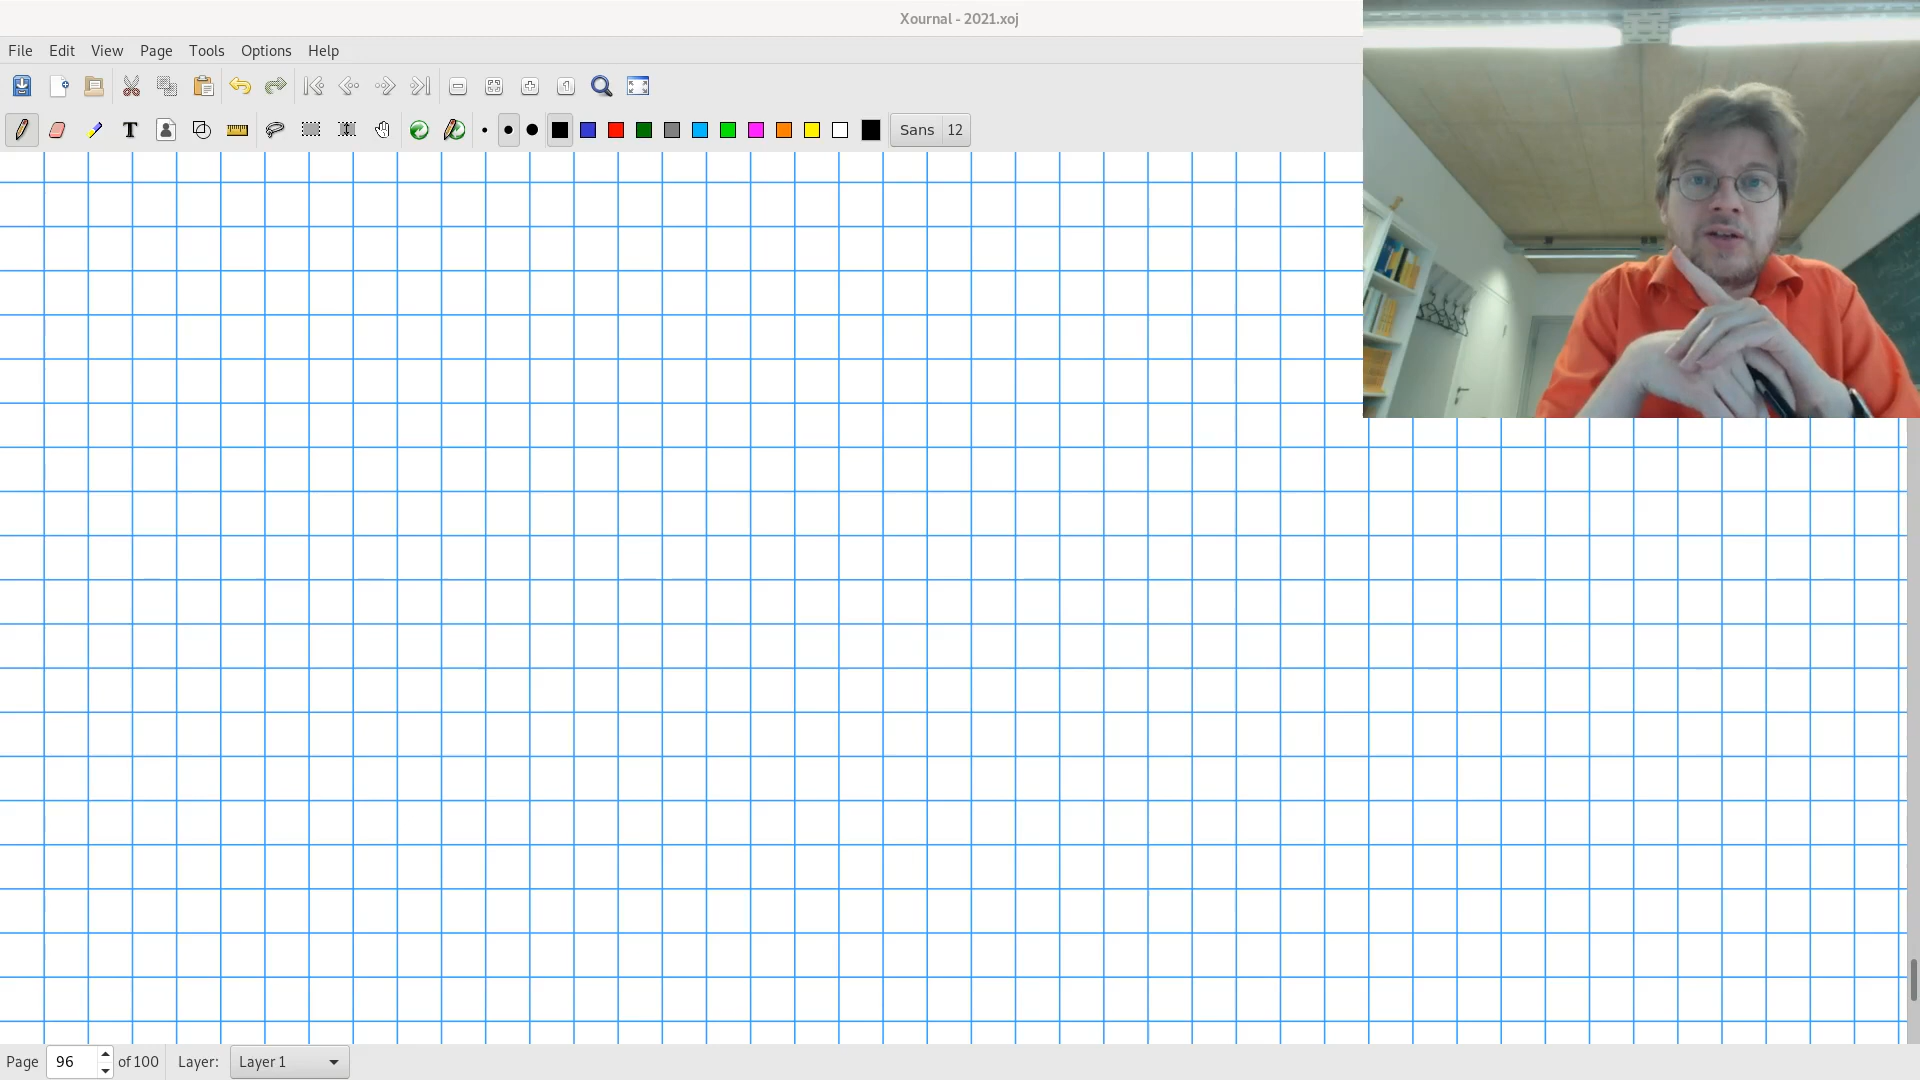 Xournal - 2021.xoj
File Edit View Page Tools Options Help
T Sans 12
Page 96 of 100 Layer: Layer 1